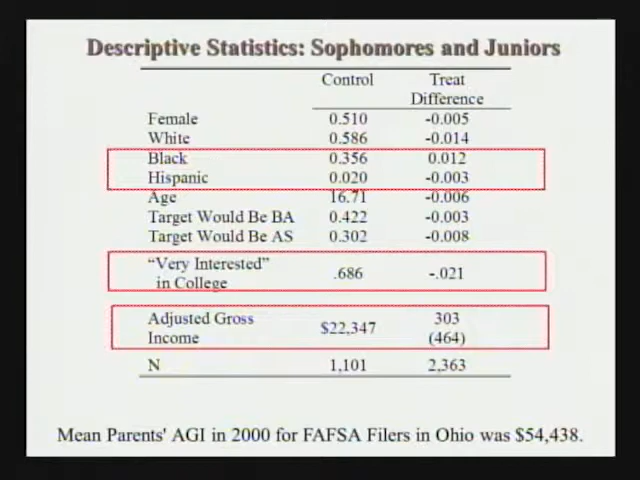 Descriptive Statistics: Sophomores and Juniors
Control Treat
Difference
Female 0.510 -0.005
White 0.586 -0.014
Black 0.356 0.012
Hispanic 0.020 -0.003
Age 16.71 -0.006
Target Would Be BA 0.422 -0.003
Target Would Be AS 0.302 -0.008
“Very Interested”
in College .686 -.021
Adjusted Gross
Income $22,347 303
(464)
N 1,101 2,363
Mean Parents' AGI in 2000 for FAFSA Filers in Ohio was $54,438.